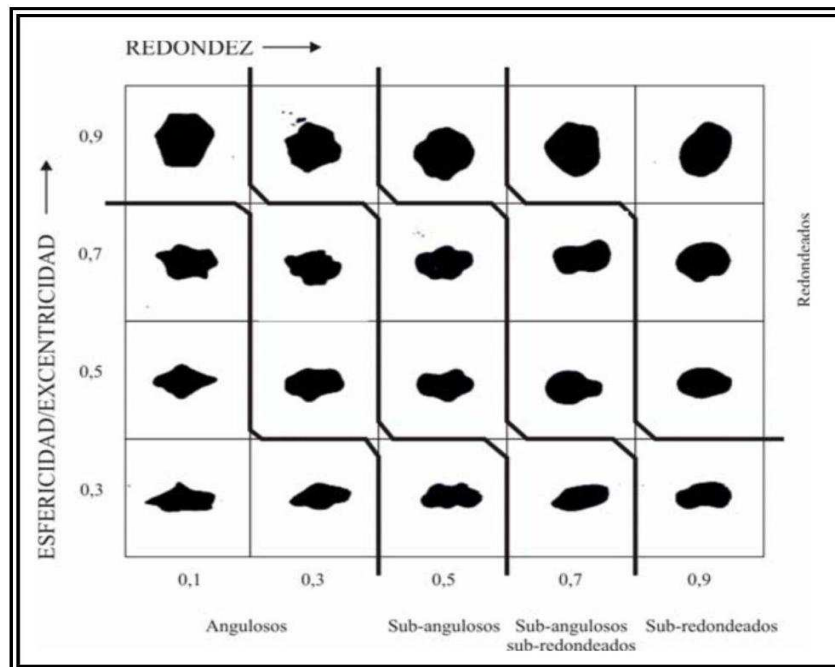 REDONDEZ
0,9
0,7
0,5
0,3
ESFERICIDAD/EXCENTRICIDAD
Redondeados
0,1 0,3 0,5 0,7 0,9
Angulosos Sub-angulosos Sub-angulosos Sub-redondeados
sub-redondeados